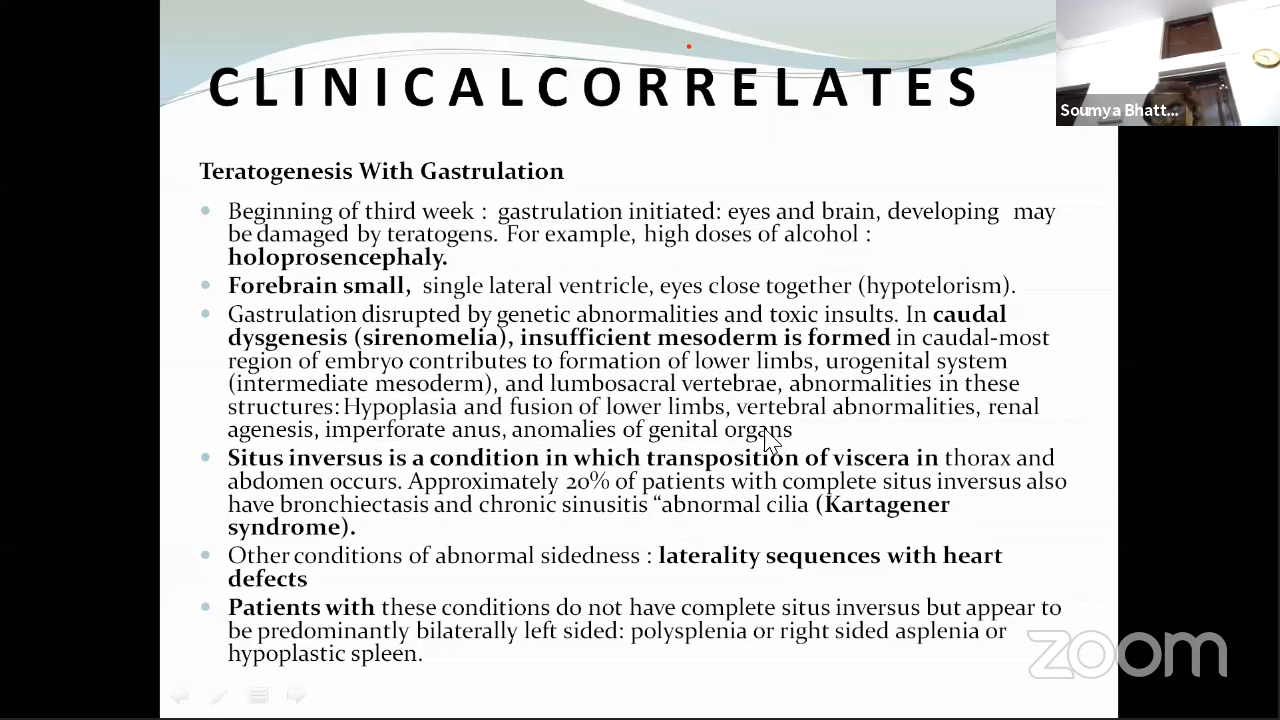 C L I N I C A L C O R R E L A T E S
Soumya Bhatt...
Teratogenesis With Gastrulation
• Beginning of third week : gastrulation initiated: eyes and brain, developing may
be damaged by teratogens. For example, high doses of alcohol :
holoprosencephaly.
• Forebrain small, single lateral ventricle, eyes close together (hypotelorism).
• Gastrulation disrupted by genetic abnormalities and toxic insults. In caudal
dysgenesis (sirenomelia), insufficient mesoderm is formed in caudal-most
region of embryo contributes to formation of lower limbs, urogenital system
(intermediate mesoderm), and lumbosacral vertebrae, abnormalities in these
structures: Hypoplasia and fusion of lower limbs, vertebral abnormalities, renal
agenesis, imperforate anus, anomalies of genital organs
• Situs inversus is a condition in which transposition of viscera in thorax and
abdomen occurs. Approximately 20% of patients with complete situs inversus also
have bronchiectasis and chronic sinusitis “abnormal cilia (Kartagener
syndrome).
• Other conditions of abnormal sidedness : laterality sequences with heart
defects
• Patients with these conditions do not have complete situs inversus but appear to
be predominantly bilaterally left sided: polysplenia or right sided asplenia or
hypoplastic spleen.
zoom